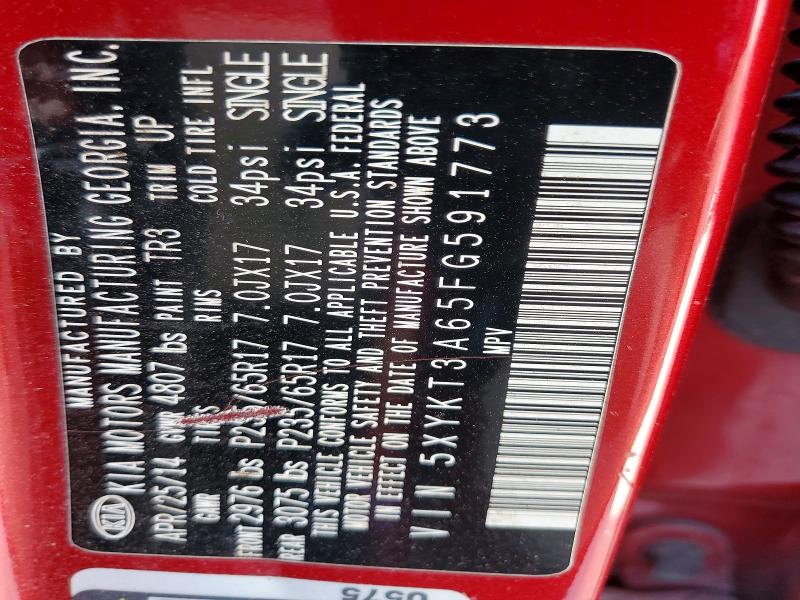 MANUFACTURED BY
KIA KIA MOTORS MANUFACTURING GEORGIA, INC.
APR/25/14 GVWR 4807 lbs PAINT TR3 TRIM UP
GWR TIRES RIMS COLD TIRE INFL
FRONT 2976 lbs P235/65R17 7.0JX17 34psi SINGLE
REAR 3075 lbs P235/65R17 7.0JX17 34psi SINGLE
THIS VEHICLE CONFORMS TO ALL APPLICABLE U.S.A. FEDERAL
MOTOR VEHICLE SAFETY AND THEFT PREVENTION STANDARDS
IN EFFECT ON THE DATE OF MANUFACTURE SHOWN ABOVE
VIN 5XYKT3A65FG591773
MPV
0575